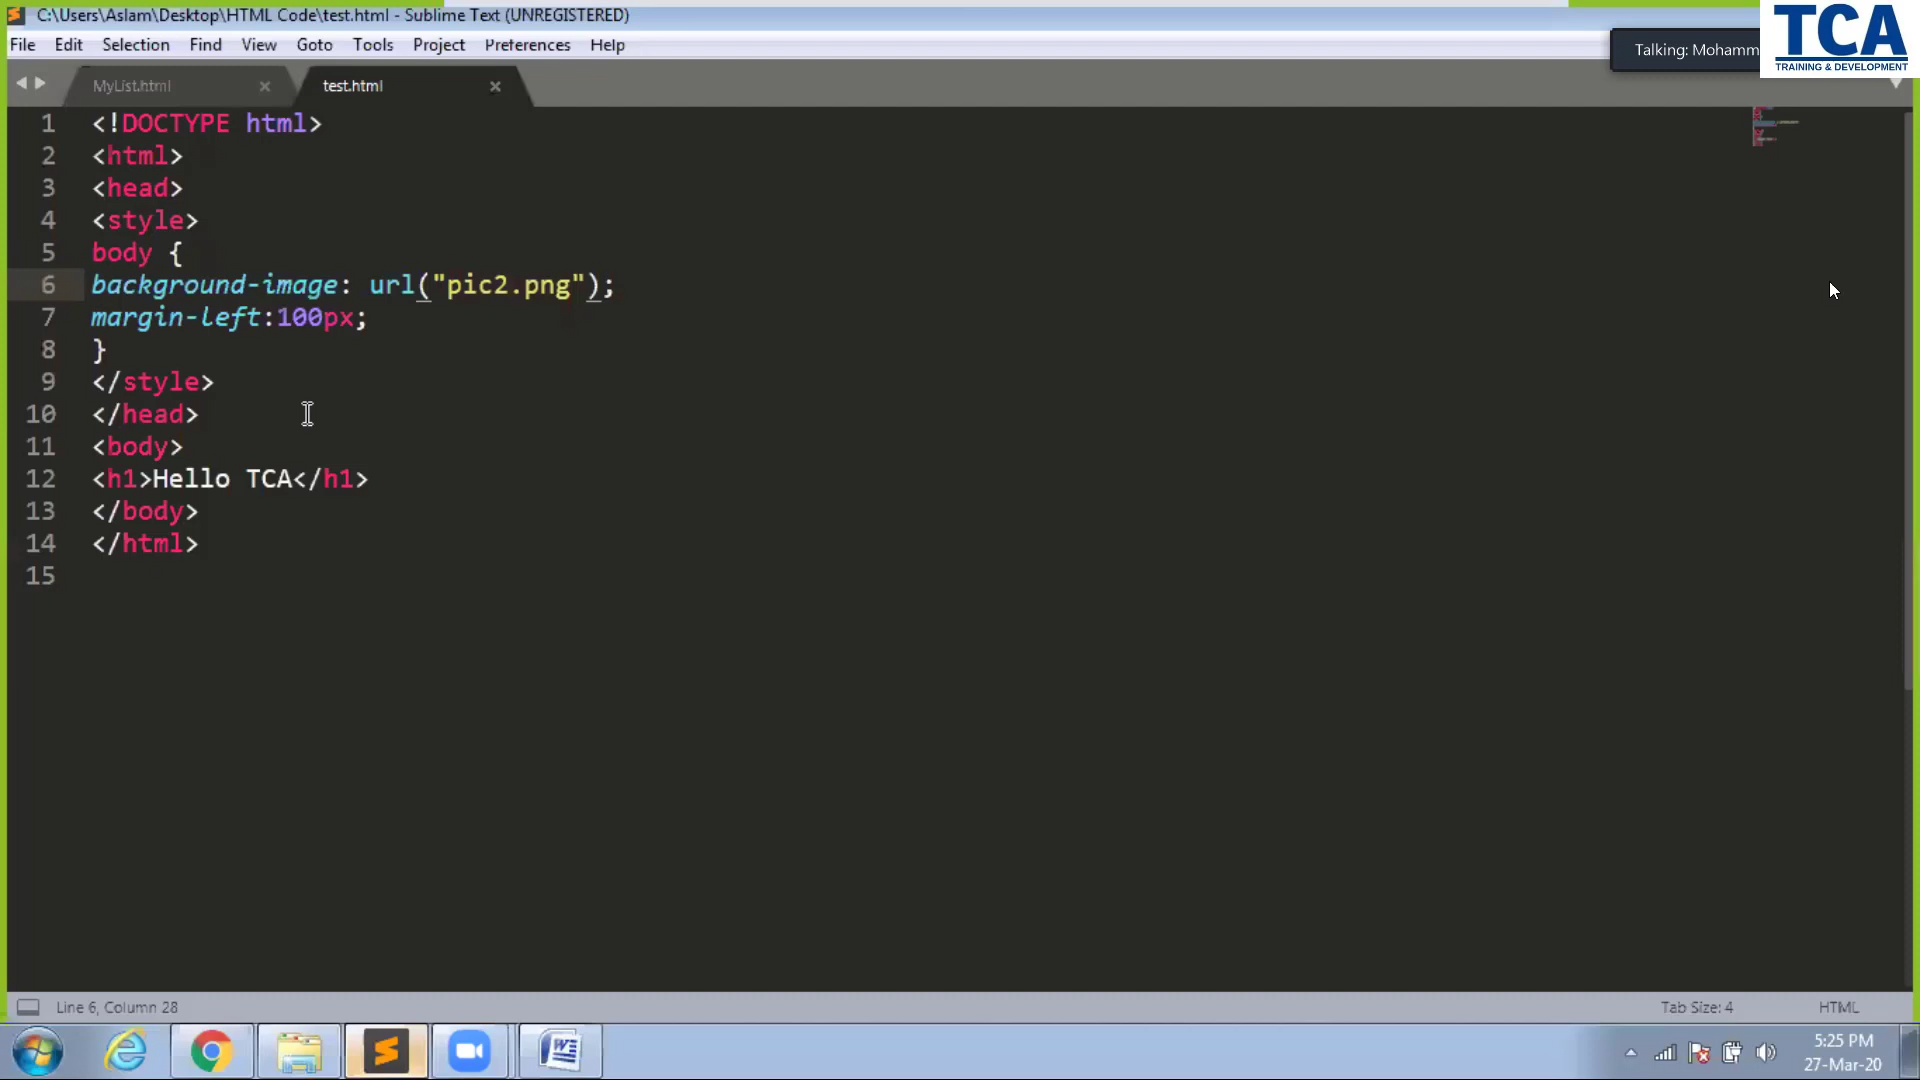 C:\Users\Aslam\Desktop\HTML Code\test.html - Sublime Text (UNREGISTERED)
File Edit Selection Find View Goto Tools Project Preferences Help
Talking: Mohamm
TCA
TRAINING & DEVELOPMENT
MyList.html × test.html ×
1 <!DOCTYPE html>
2 <html>
3 <head>
4 <style>
5 body {
6 background-image: url("pic2.png");
7 margin-left:100px;
8 }
9 </style>
10 </head>
11 <body>
12 <h1>Hello TCA</h1>
13 </body>
14 </html>
15
Line 6, Column 28 Tab Size: 4 HTML
5:25 PM
27-Mar-20